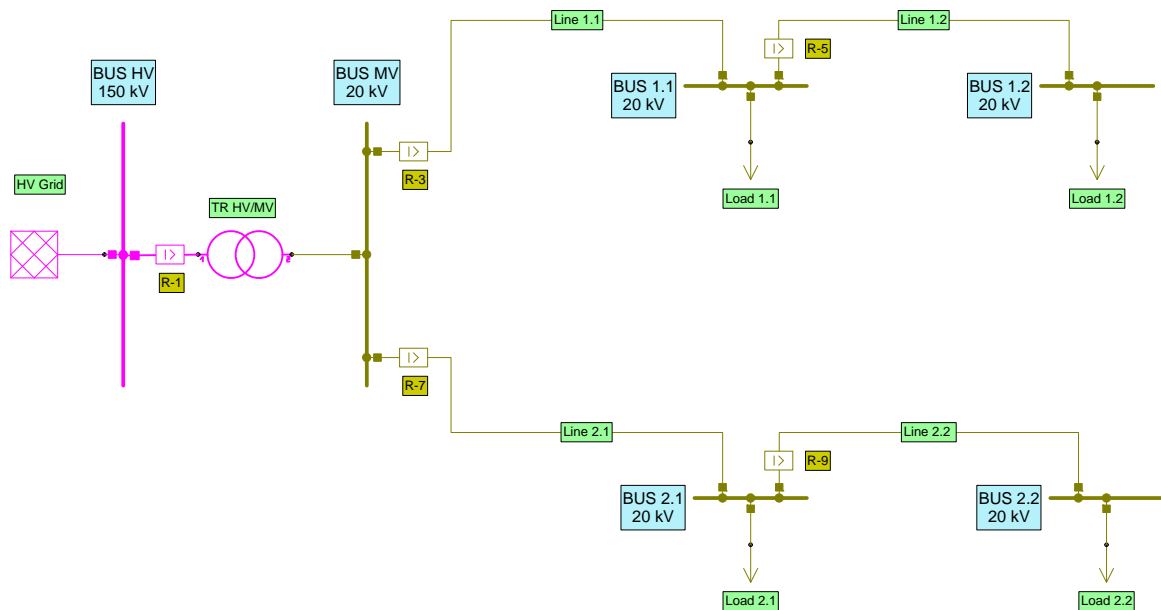 Line 1.1
Line 1.2
R-5
BUS HV
150 kV
BUS MV
20 kV
BUS 1.1
20 kV
BUS 1.2
20 kV
R-3
HV Grid
Load 1.1
Load 1.2
TR HV/MV
1
2
R-1
R-7
Line 2.1
Line 2.2
R-9
BUS 2.1
20 kV
BUS 2.2
20 kV
Load 2.1
Load 2.2